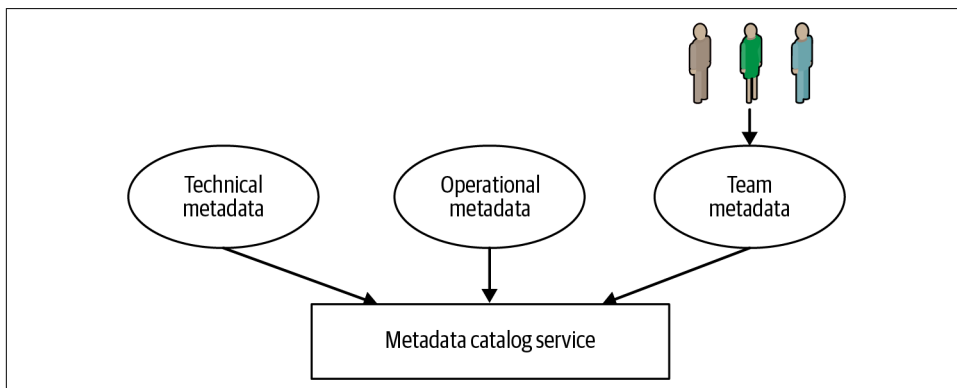 Technical
metadata
Operational
metadata
Team
metadata
Metadata catalog service